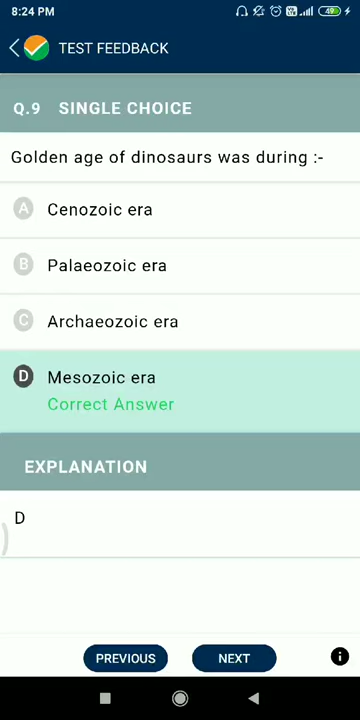 8:24 PM
49
TEST FEEDBACK
Q.9 SINGLE CHOICE
Golden age of dinosaurs was during :-
A Cenozoic era
B Palaeozoic era
C Archaeozoic era
D Mesozoic era
Correct Answer
EXPLANATION
D
PREVIOUS NEXT